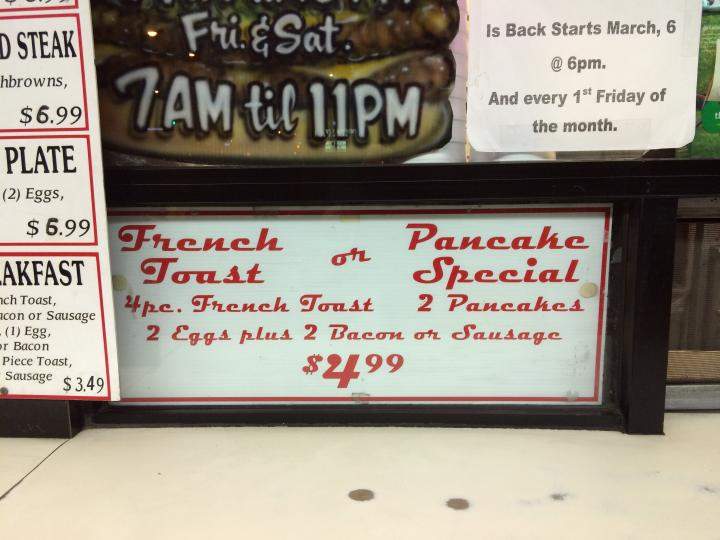 D STEAK
hbrowns,
$6.99
PLATE
(2) Eggs,
$6.99
AKFAST
ch Toast,
acon or Sausage
(1) Egg,
or Bacon
Piece Toast,
Sausage $3.49
Fri. & Sat.
7AM til 11PM
Is Back Starts March, 6
@ 6pm.
And every 1st Friday of
the month.
French Toast or Pancake Special
4pc. French Toast 2 Pancakes
2 Eggs plus 2 Bacon or Sausage
$4.99